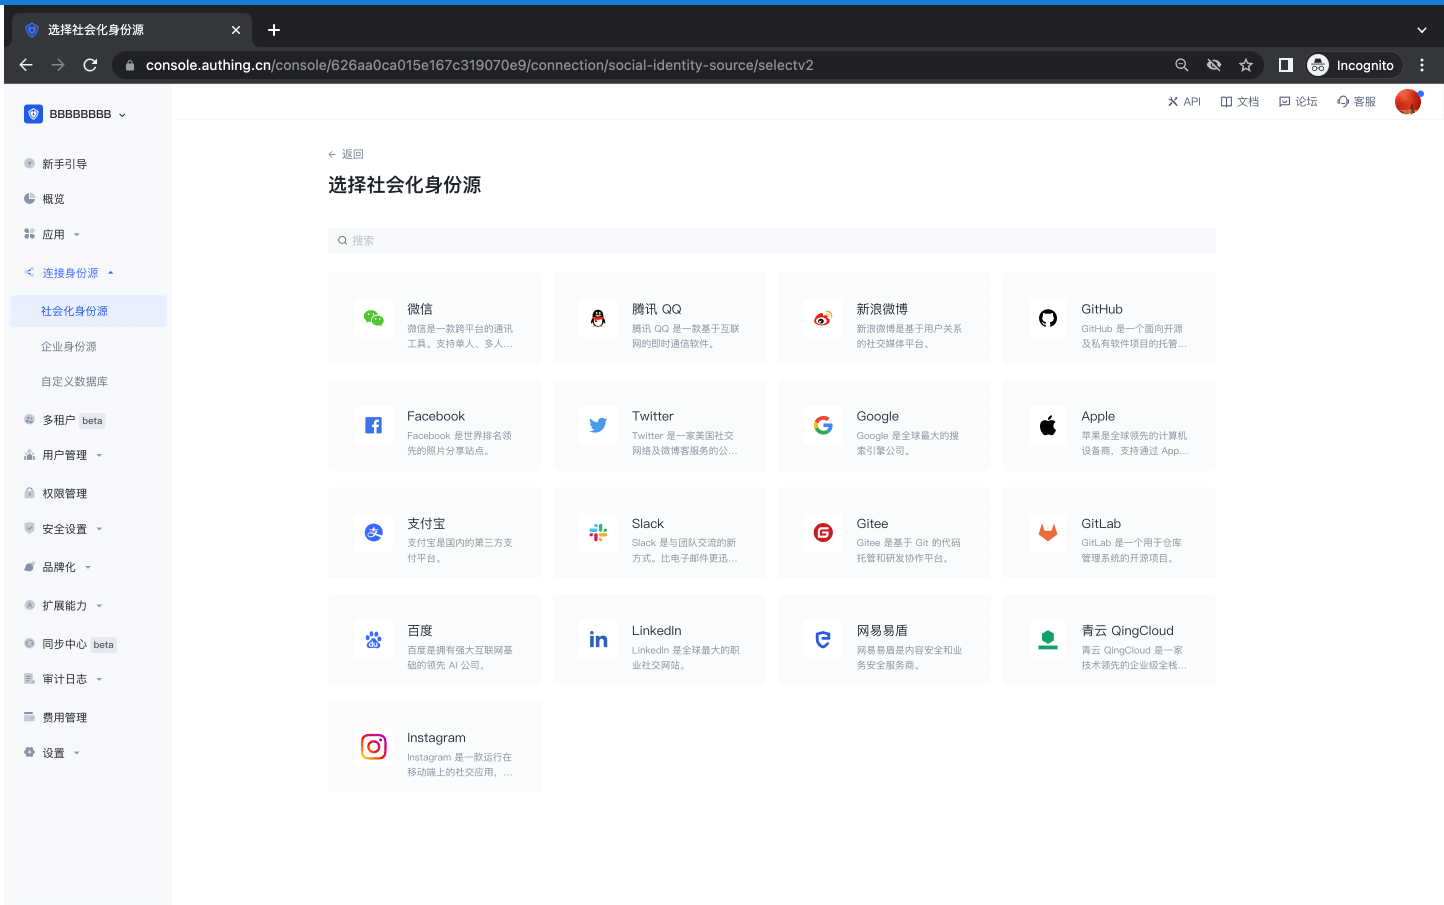 选择社会化身份源
console.authing.cn/console/626aa0ca015e167c319070e9/connection/social-identity-source/selectv2
Incognito
BBBBBBBB
API
文档
论坛
客服
新手引导
概览
应用
连接身份源
社会化身份源
企业身份源
自定义数据库
多租户 beta
用户管理
权限管理
安全设置
品牌化
扩展能力
同步中心 beta
审计日志
费用管理
设置
返回
选择社会化身份源
搜索
微信
微信是一款跨平台的通讯
工具。支持单人、多人...
腾讯 QQ
腾讯 QQ 是一款基于互联
网的即时通信软件。
新浪微博
新浪微博是基于用户关系
的社交媒体平台。
GitHub
GitHub 是一个面向开源
及私有软件项目的托管...
Facebook
Facebook 是世界排名领
先的照片分享站点。
Twitter
Twitter 是一家美国社交
网络及微博客服务的公...
Google
Google 是全球最大的搜
索引擎公司。
Apple
苹果是全球领先的计算机
设备商、支持通过 App...
支付宝
支付宝是国内的第三方支
付平台。
Slack
Slack 是与团队交流的新
方式。比电子邮件更迅...
Gitee
Gitee 是基于 Git 的代码
托管和研发协作平台。
GitLab
GitLab 是一个用于仓库
管理系统的开源项目。
百度
百度是拥有强大互联网基
础的领先 AI 公司。
LinkedIn
LinkedIn 是全球最大的职
业社交网站。
网易易盾
网易易盾是内容安全和业
务安全服务商。
青云 QingCloud
青云 QingCloud 是一家
技术领先的企业级全栈...
Instagram
Instagram 是一款运行在
移动端上的社交应用，...